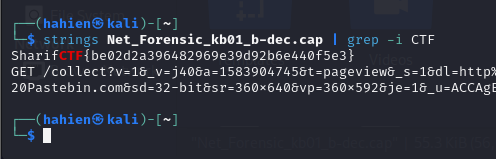 ┌──(hahien㉿kali)-[~]
└─$ strings Net_Forensic_kb01_b-dec.cap | grep -i CTF
SharifCTF{be02d2a396482969e39d92b6e440f5e3}
GET /collect?v=1&_v=j40&a=1583904745&t=pageview&_s=1&dl=http%
20Pastebin.com&sd=32-bit&sr=360×640&vp=360×592&je=1&_u=ACCAgE
┌──(hahien㉿kali)-[~]
└─$